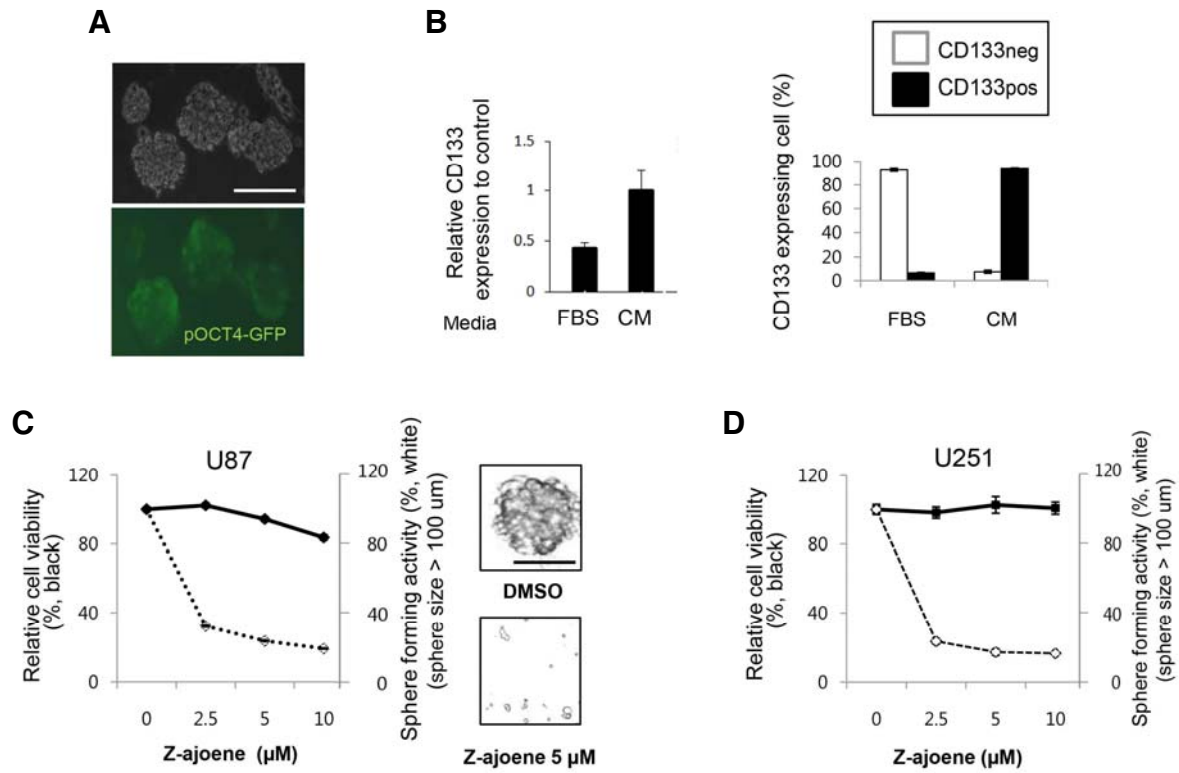 A
pOCT4-GFP
B
Relative CD133
expression to control
1.5
1
0.5
0
Media
FBS CM
CD133neg
CD133pos
CD133 expressing cell (%)
100
80
60
40
20
0
FBS
CM
C
U87
Relative cell viability
(%, black)
120
80
40
0
120
80
40
0
Sphere forming activity (%, white)
(sphere size > 100 um)
0 2.5 5 10
Z-ajoene (µM)
DMSO
Z-ajoene 5 µM
D
U251
Relative cell viability
(%, black)
120
80
40
0
120
80
40
0
Sphere forming activity (%, white)
(sphere size > 100 um)
0 2.5 5 10
Z-ajoene (µM)